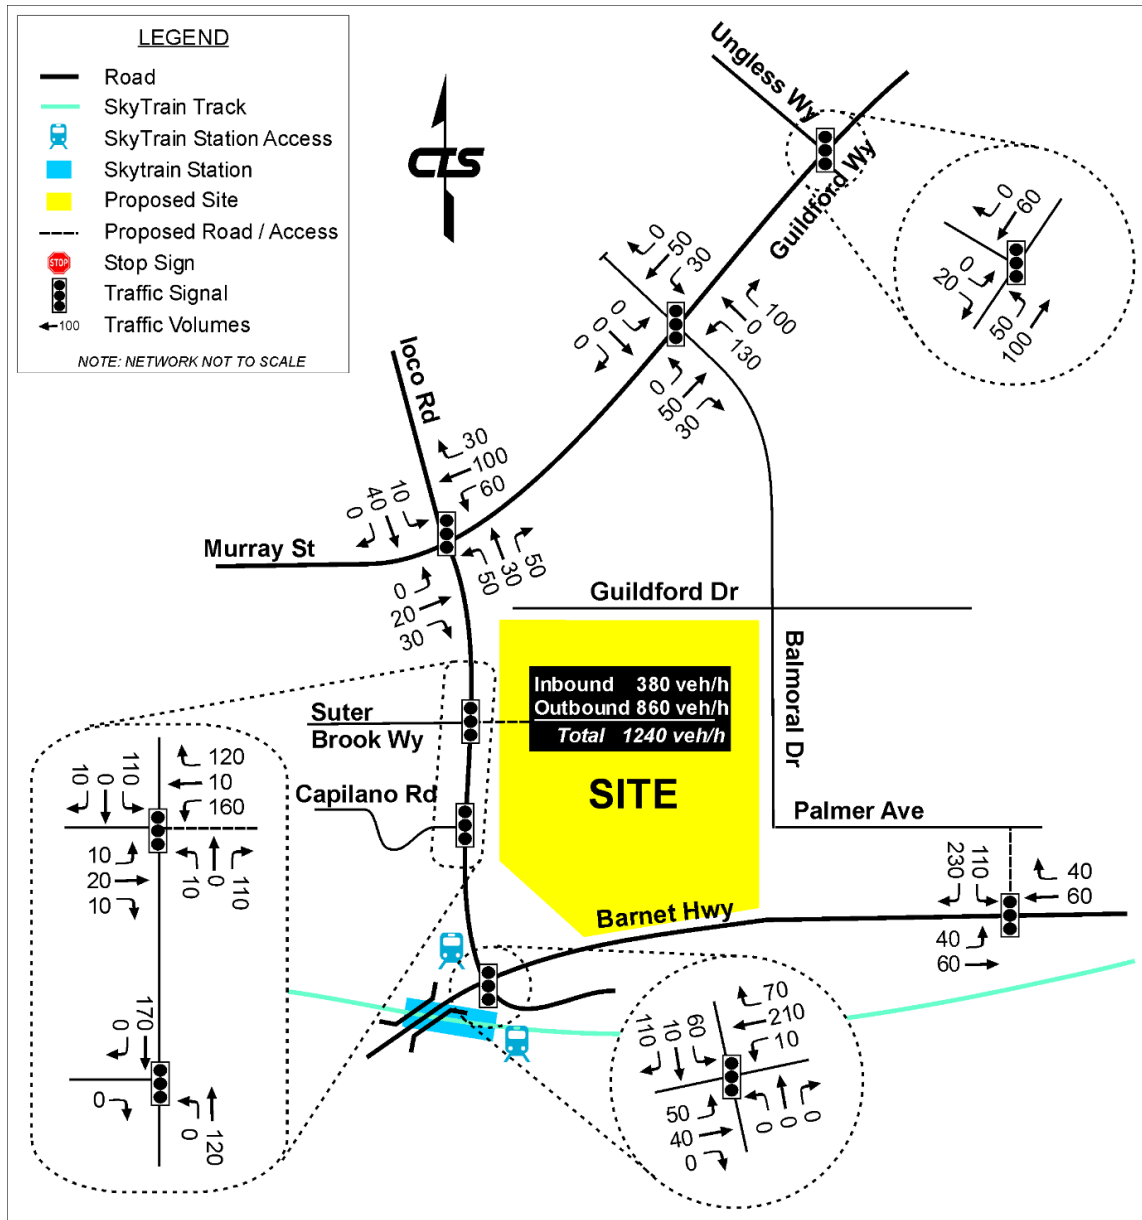 LEGEND
Road
SkyTrain Track
SkyTrain Station Access
Skytrain Station
Proposed Site
Proposed Road / Access
STOP
Stop Sign
Traffic Signal
100
Traffic Volumes
NOTE: NETWORK NOT TO SCALE
CTS
Ungless Wy
Guildford Wy
0
60
0
20
50
100
0
50
30
0
0
0
100
0
130
0
50
30
Ioco Rd
30
100
60
10
40
0
Murray St
50
30
50
0
20
30
Guildford Dr
Balmoral Dr
Inbound 380 veh/h
Outbound 860 veh/h
Total 1240 veh/h
Suter
Brook Wy
SITE
Capilano Rd
Palmer Ave
Barnet Hwy
110
230
40
60
40
60
120
10
160
110
0
10
10
20
10
10
0
110
170
0
0
0
120
70
210
10
60
10
110
50
40
0
0
0
0